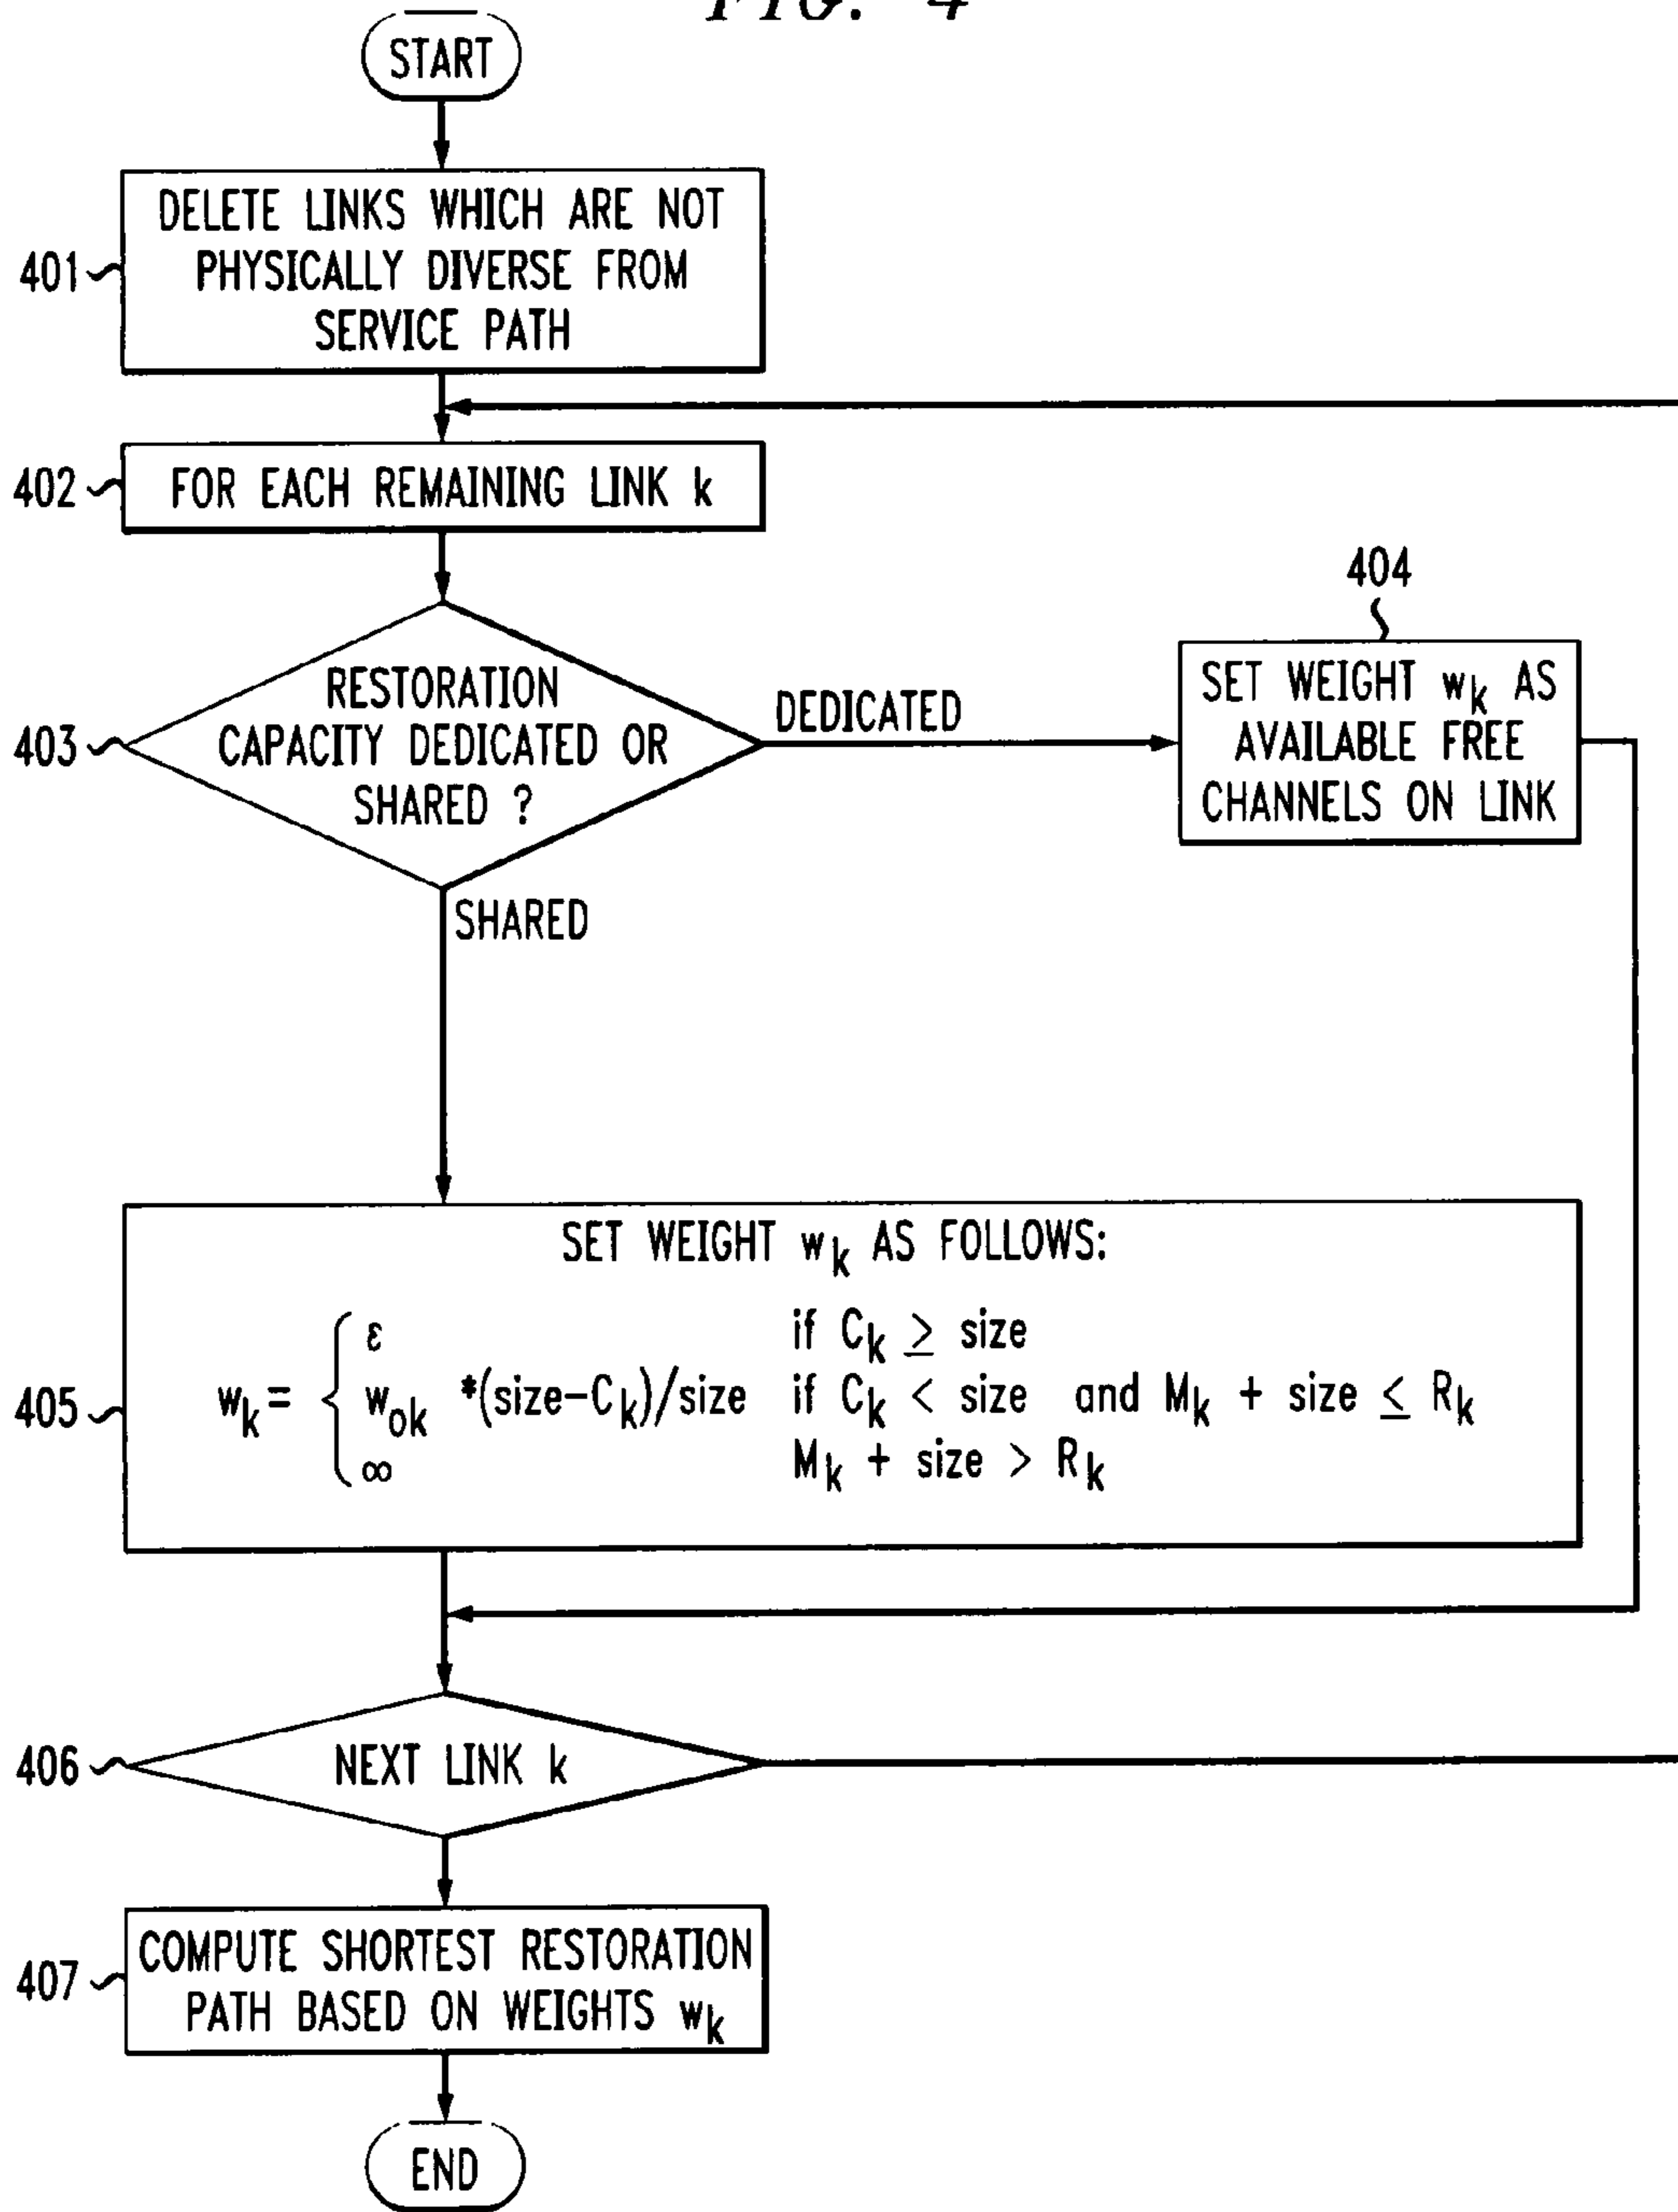 FIG. 4
START
401
DELETE LINKS WHICH ARE NOT
PHYSICALLY DIVERSE FROM
SERVICE PATH
402
FOR EACH REMAINING LINK k
403
RESTORATION
CAPACITY DEDICATED OR
SHARED ?
DEDICATED
404
SET WEIGHT wk AS
AVAILABLE FREE
CHANNELS ON LINK
SHARED
405
SET WEIGHT wk AS FOLLOWS:
ε if Ck ≥ size
wk = { wok *(size-Ck)/size if Ck < size and Mk + size ≤ Rk
∞ Mk + size > Rk
406
NEXT LINK k
407
COMPUTE SHORTEST RESTORATION
PATH BASED ON WEIGHTS wk
END